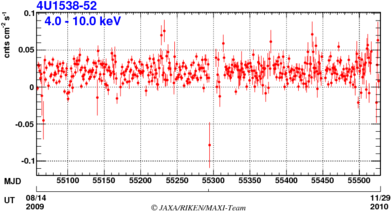 4U1538-52
4.0 - 10.0 keV
cnts cm-2 s-1
0.1
0.05
0
-0.05
-0.1
MJD 55100 55150 55200 55250 55300 55350 55400 55450 55500
UT 08/14 2009 11/29 2010
© JAXA/RIKEN/MAXI-Team